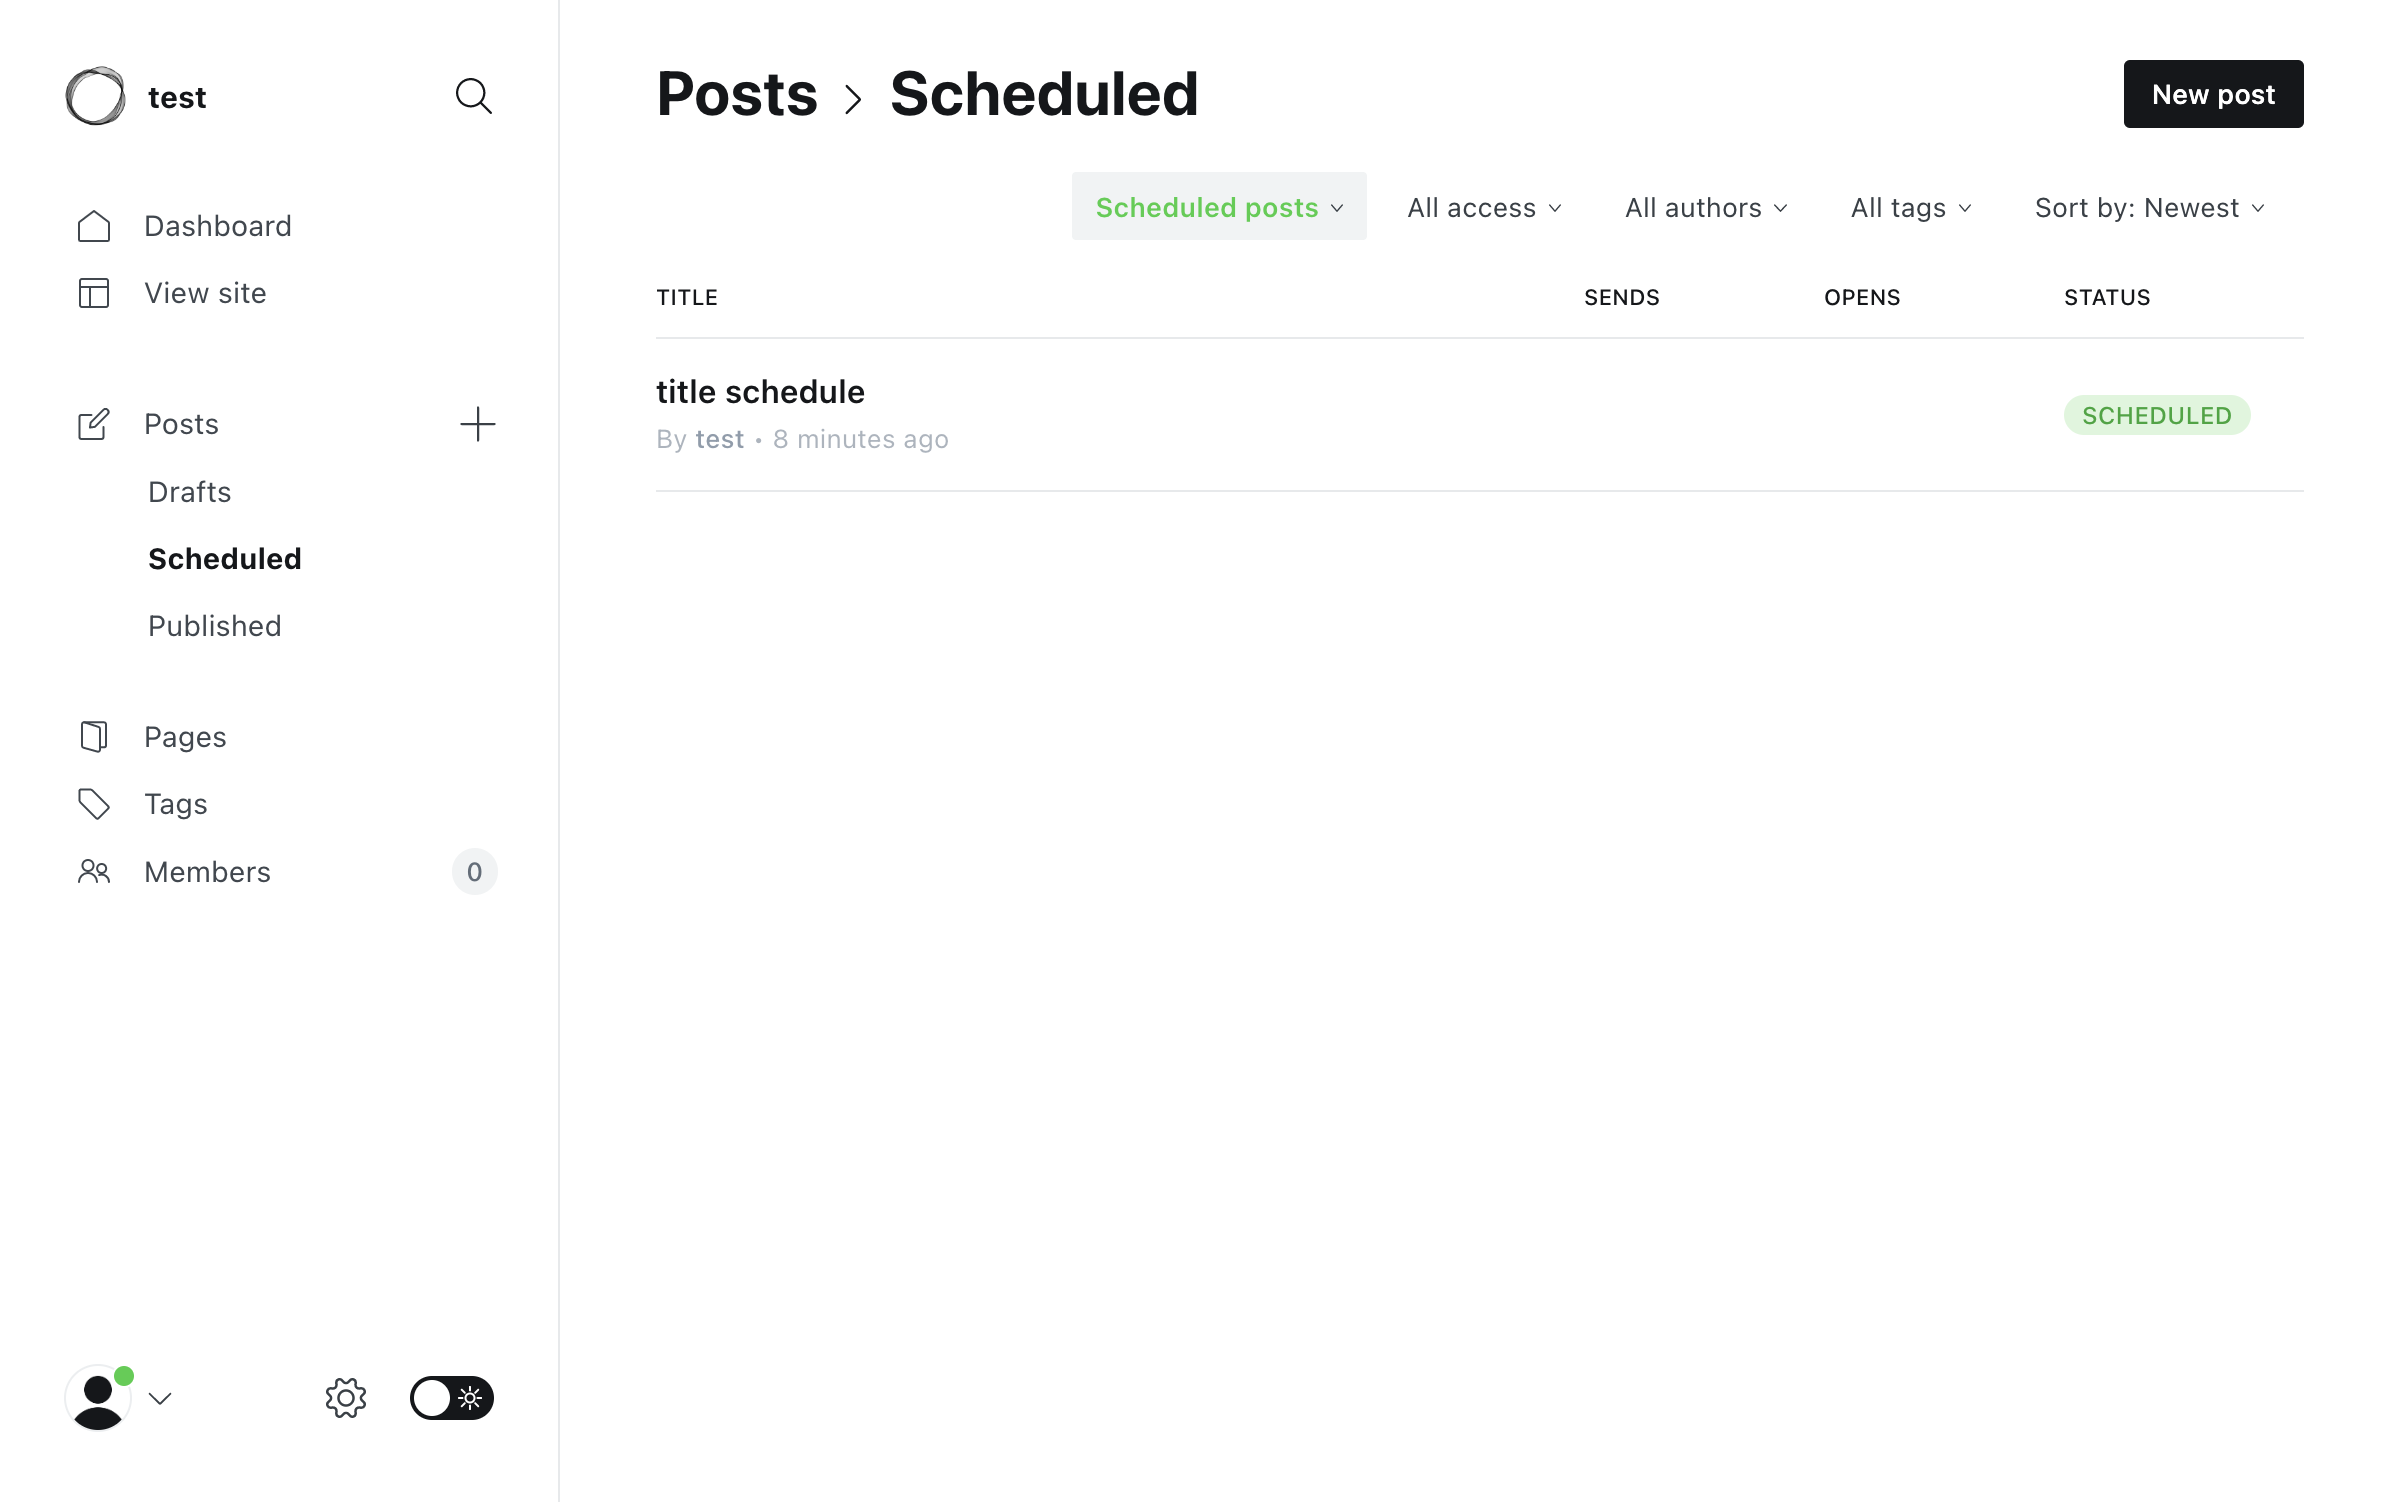 test
Dashboard
View site
Posts
Drafts
Scheduled
Published
Pages
Tags
Members 0
Posts > Scheduled
New post
Scheduled posts All access All authors All tags Sort by: Newest
TITLE SENDS OPENS STATUS
title schedule
By test • 8 minutes ago
SCHEDULED